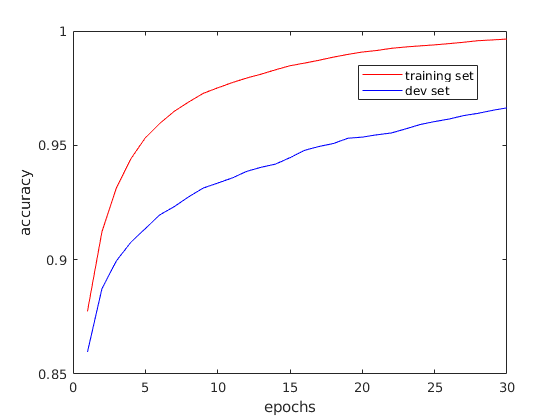 1
0.95
0.9
0.85
accuracy
training set
dev set
0 5 10 15 20 25 30
epochs